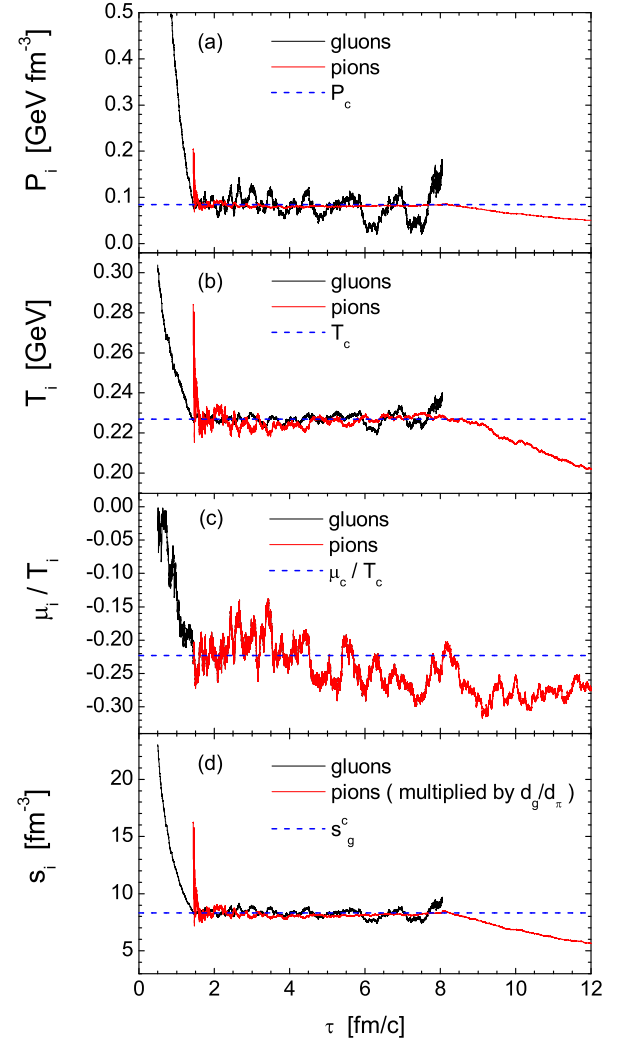 0.5
(a)
gluons
pions
P_c
0.4
0.3
0.2
0.1
0.0
P_i [GeV fm^-3]
0.30
(b)
gluons
pions
T_c
0.28
0.26
0.24
0.22
0.20
T_i [GeV]
0.00
(c)
gluons
pions
μ_c / T_c
-0.05
-0.10
-0.15
-0.20
-0.25
-0.30
μ_i / T_i
(d)
gluons
pions ( multiplied by d_g/d_π )
s_g^c
20
15
10
5
s_i [fm^-3]
0 2 4 6 8 10 12
τ [fm/c]